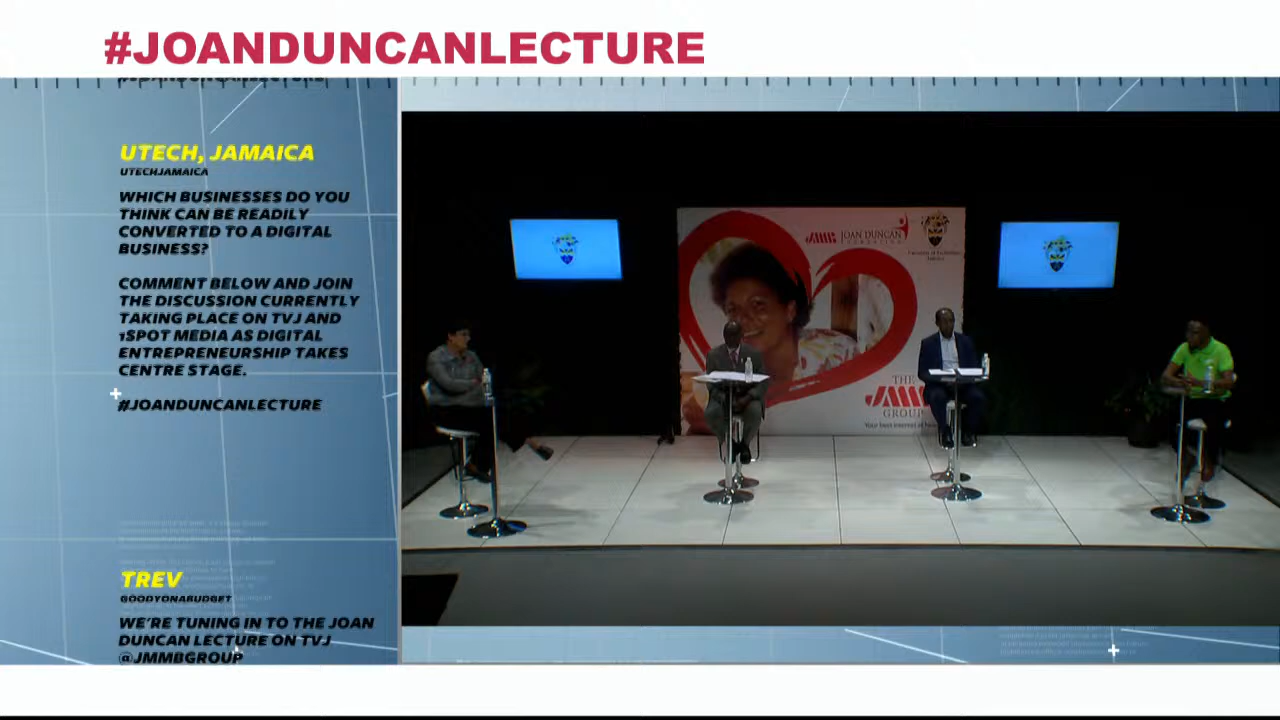 #JOANDUNCANLECTURE
#JOANDUNCANLECTURE
UTECH, JAMAICA
UTECHJAMAICA
WHICH BUSINESSES DO YOU
THINK CAN BE READILY
CONVERTED TO A DIGITAL
BUSINESS?
COMMENT BELOW AND JOIN
THE DISCUSSION CURRENTLY
TAKING PLACE ON TVJ AND
1SPOT MEDIA AS DIGITAL
ENTREPRENEURSHIP TAKES
CENTRE STAGE.
#JOANDUNCANLECTURE
TREV
GOODYONABUDGET
WE'RE TUNING IN TO THE JOAN
DUNCAN LECTURE ON TVJ
@JMMBGROUP
JMMB JOAN DUNCAN
FOUNDATION
THE
JMMB
GROUP